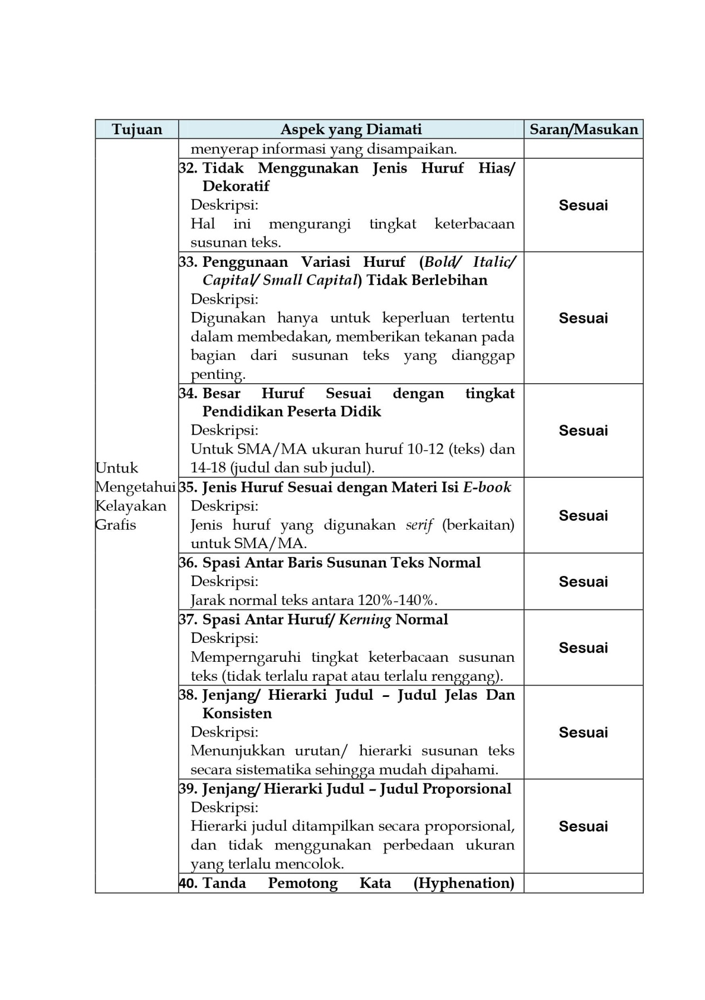 Tujuan
Aspek yang Diamati
Saran/Masukan
menyerap informasi yang disampaikan.
32. Tidak Menggunakan Jenis Huruf Hias/
Dekoratif
Deskripsi:
Hal ini mengurangi tingkat keterbacaan
susunan teks.
Sesuai
33. Penggunaan Variasi Huruf (Bold/ Italic/
Capital/ Small Capital) Tidak Berlebihan
Deskripsi:
Digunakan hanya untuk keperluan tertentu
dalam membedakan, memberikan tekanan pada
bagian dari susunan teks yang dianggap
penting.
Sesuai
34. Besar Huruf Sesuai dengan tingkat
Pendidikan Peserta Didik
Deskripsi:
Untuk SMA/MA ukuran huruf 10-12 (teks) dan
14-18 (judul dan sub judul).
Sesuai
Untuk
Mengetahui
Kelayakan
Grafis
35. Jenis Huruf Sesuai dengan Materi Isi E-book
Deskripsi:
Jenis huruf yang digunakan serif (berkaitan)
untuk SMA/MA.
Sesuai
36. Spasi Antar Baris Susunan Teks Normal
Deskripsi:
Jarak normal teks antara 120%-140%.
Sesuai
37. Spasi Antar Huruf/ Kerning Normal
Deskripsi:
Memperngaruhi tingkat keterbacaan susunan
teks (tidak terlalu rapat atau terlalu renggang).
Sesuai
38. Jenjang/ Hierarki Judul – Judul Jelas Dan
Konsisten
Deskripsi:
Menunjukkan urutan/ hierarki susunan teks
secara sistematika sehingga mudah dipahami.
Sesuai
39. Jenjang/ Hierarki Judul – Judul Proporsional
Deskripsi:
Hierarki judul ditampilkan secara proporsional,
dan tidak menggunakan perbedaan ukuran
yang terlalu mencolok.
Sesuai
40. Tanda Pemotong Kata (Hyphenation)